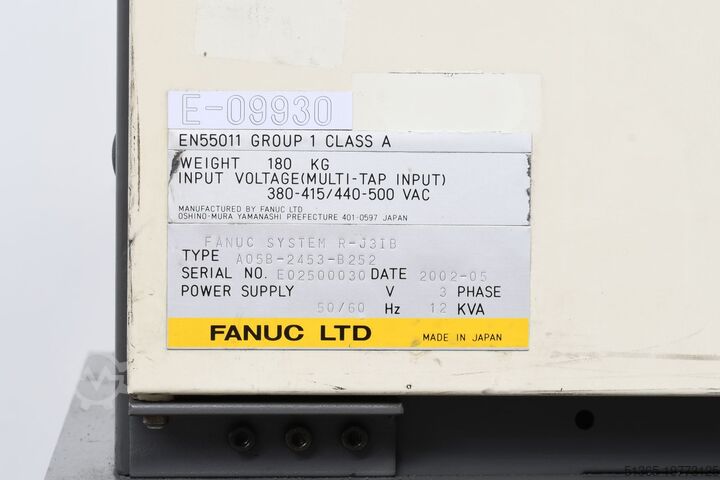 E-09930
EN55011 GROUP 1 CLASS A
WEIGHT 180 KG
INPUT VOLTAGE(MULTI-TAP INPUT)
380-415/440-500 VAC
MANUFACTURED BY FANUC LTD
OSHINO-MURA YAMANASHI PREFECTURE 401-0597 JAPAN
FANUC SYSTEM R-J3IB
TYPE A05B-2453-B252
SERIAL NO. E02500030 DATE 2002-05
POWER SUPPLY V 3 PHASE
50/60 Hz 12 KVA
FANUC LTD MADE IN JAPAN